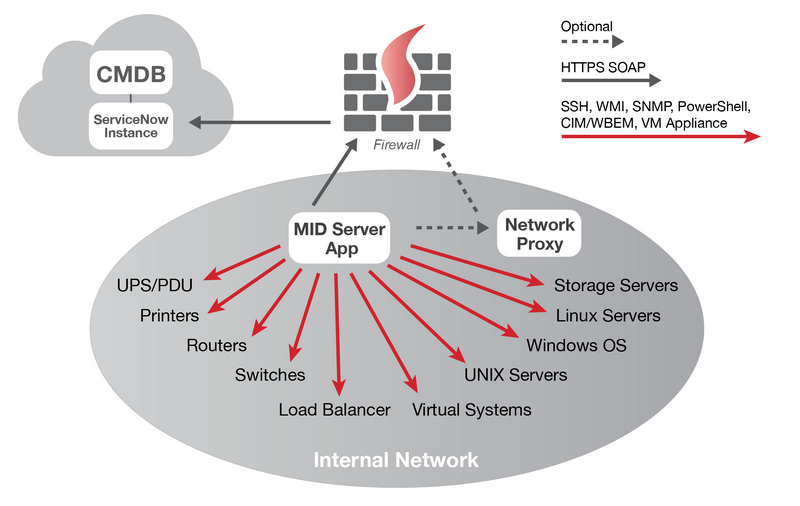 CMDB
ServiceNow
Instance
Firewall
Optional
HTTPS SOAP
SSH, WMI, SNMP, PowerShell,
CIM/WBEM, VM Appliance
MID Server
App
Network
Proxy
UPS/PDU
Printers
Routers
Switches
Load Balancer
Virtual Systems
UNIX Servers
Windows OS
Linux Servers
Storage Servers
Internal Network